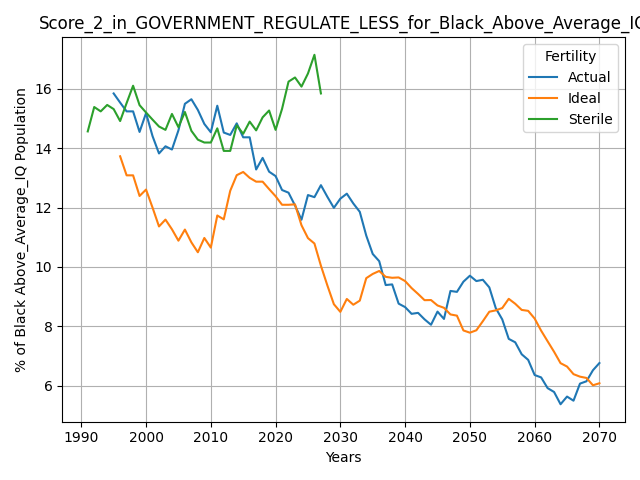 Score_2_in_GOVERNMENT_REGULATE_LESS_for_Black_Above_Average_IQ
Fertility
Actual
Ideal
Sterile
% of Black Above_Average_IQ Population
16
14
12
10
8
6
1990 2000 2010 2020 2030 2040 2050 2060 2070
Years